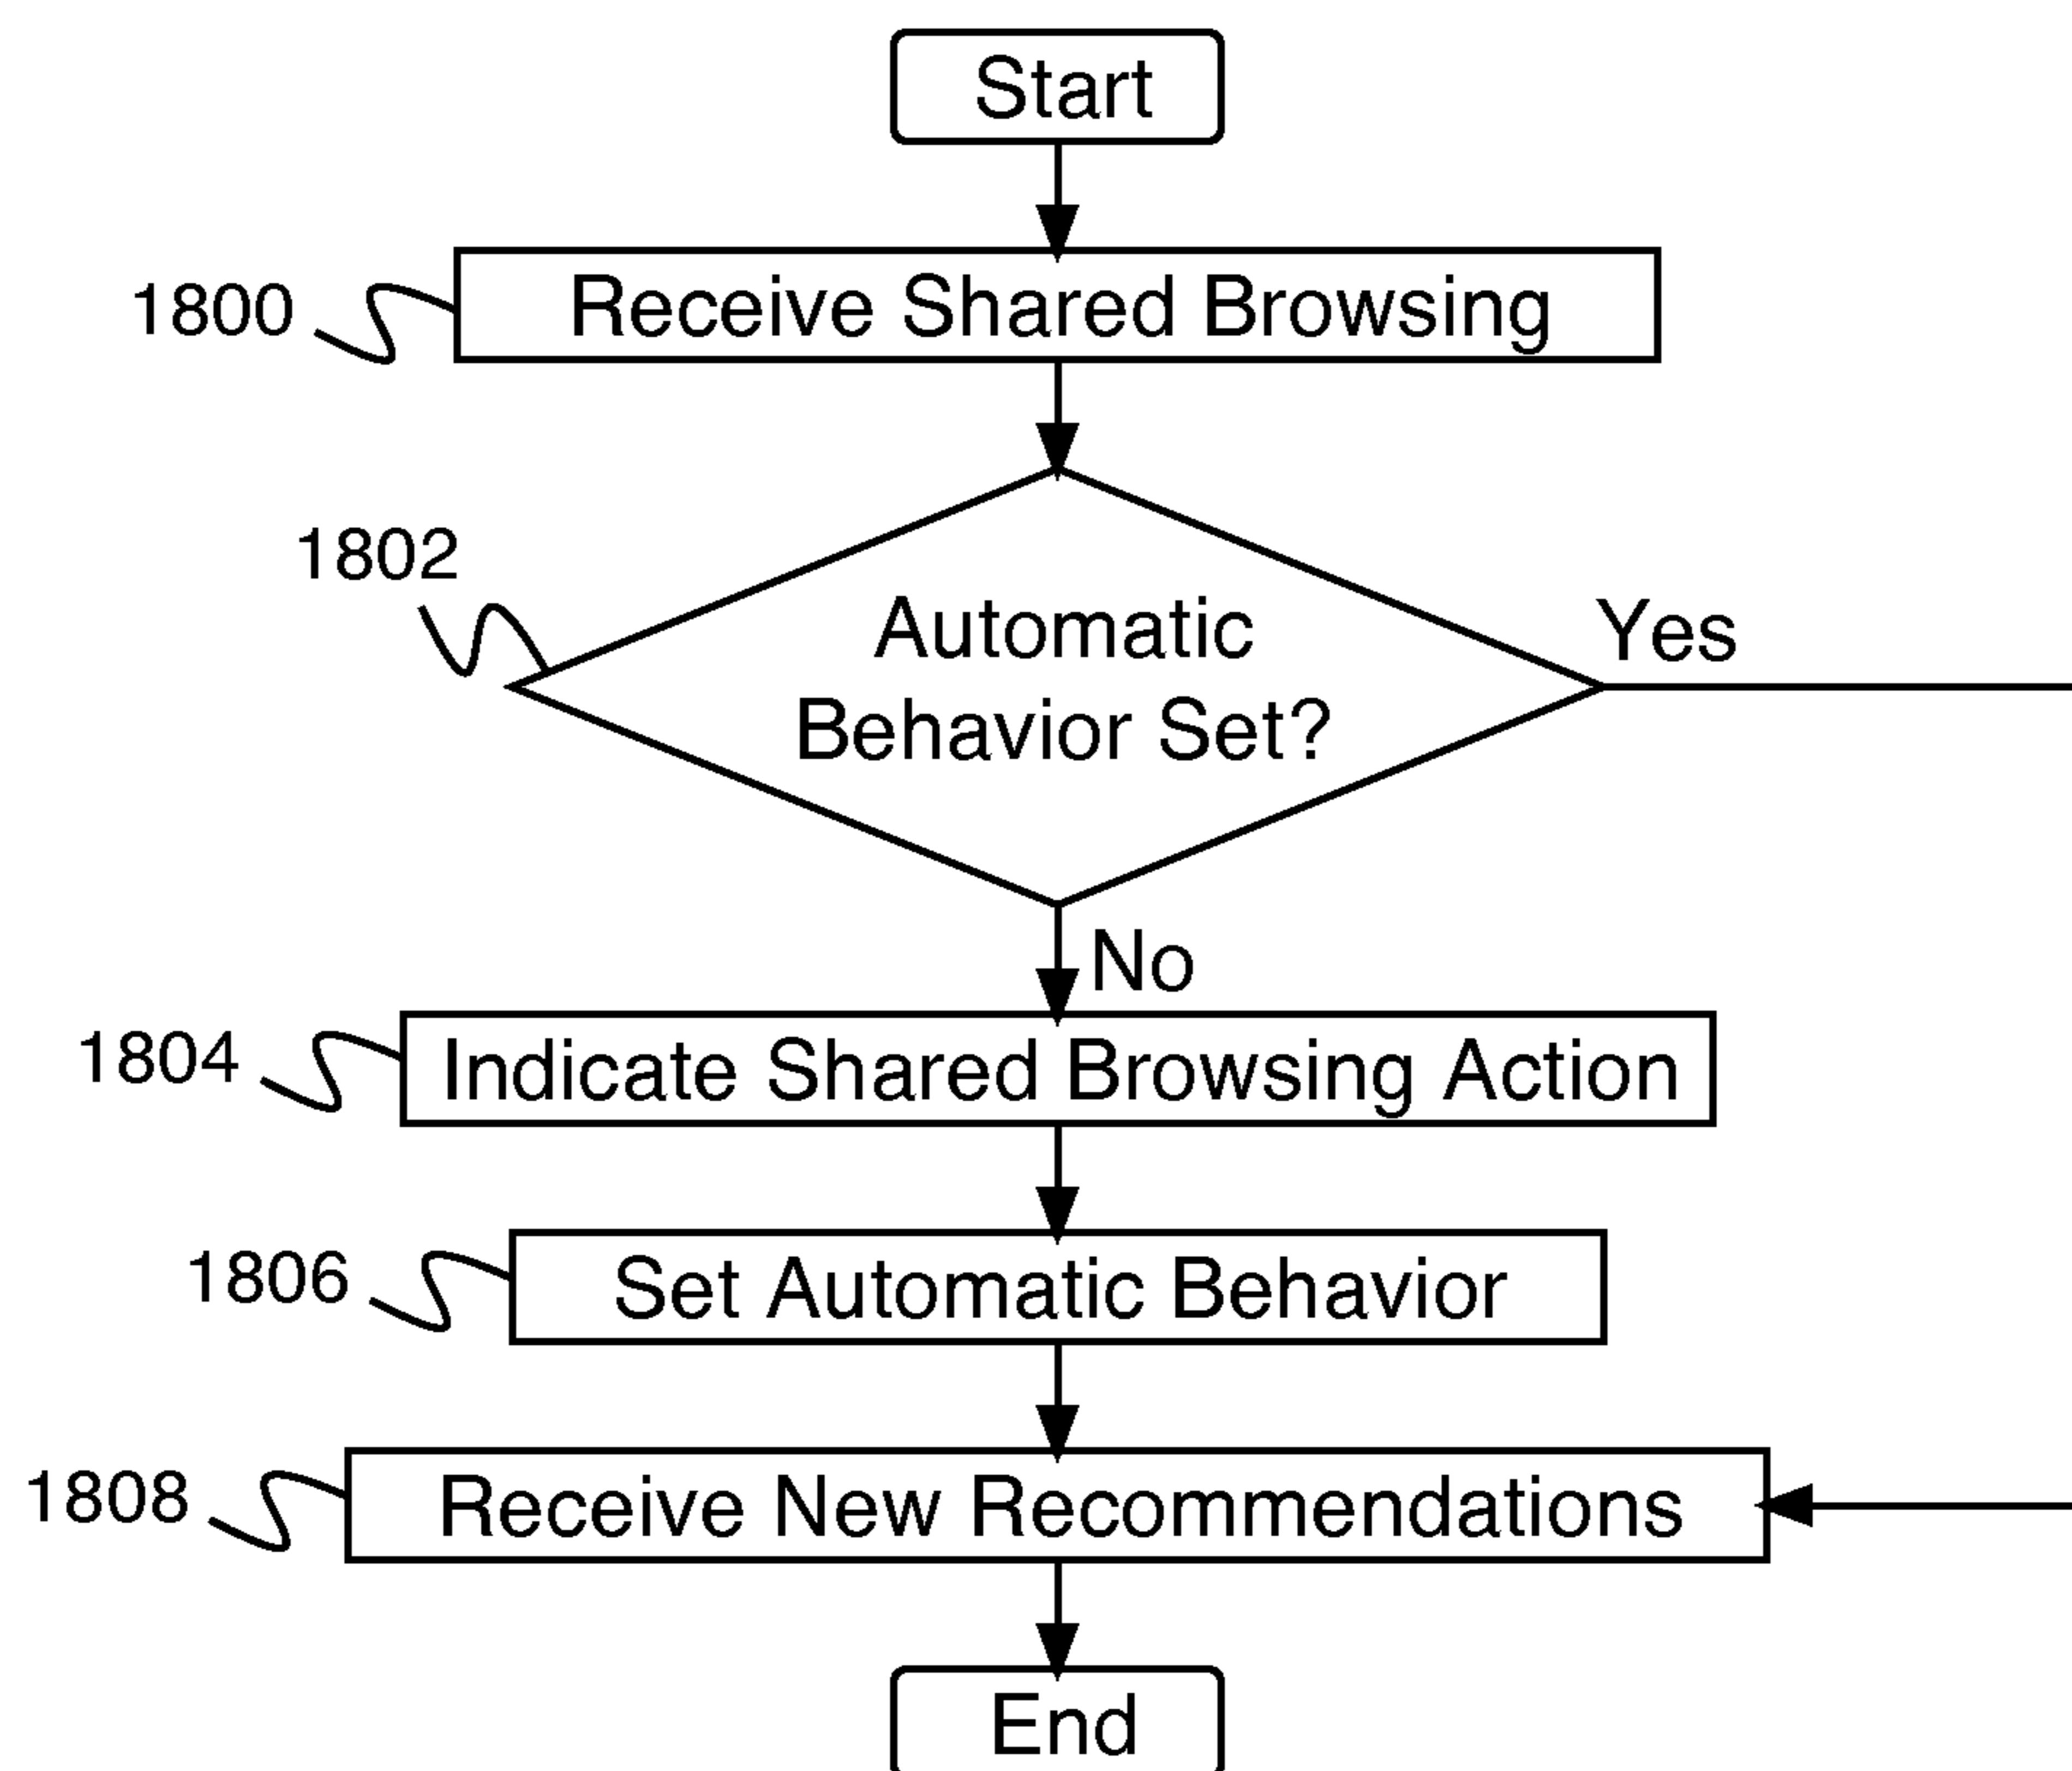 Start
1800
Receive Shared Browsing
1802
Automatic
Behavior Set?
Yes
No
1804
Indicate Shared Browsing Action
1806
Set Automatic Behavior
1808
Receive New Recommendations
End